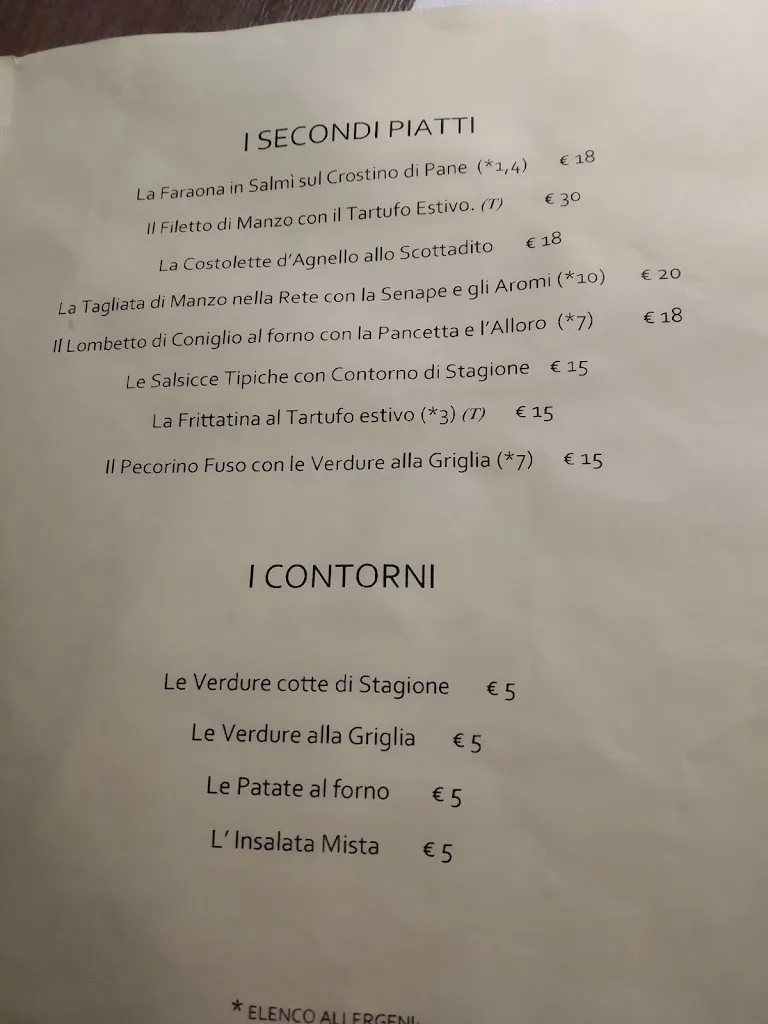 I SECONDI PIATTI
La Faraona in Salmì sul Crostino di Pane (*1,4) € 18
Il Filetto di Manzo con il Tartufo Estivo. (T) € 30
La Costolette d'Agnello allo Scottadito € 18
La Tagliata di Manzo nella Rete con la Senape e gli Aromi (*10) € 20
Il Lombetto di Coniglio al forno con la Pancetta e l'Alloro (*7) € 18
Le Salsicce Tipiche con Contorno di Stagione € 15
La Frittatina al Tartufo estivo (*3) (T) € 15
Il Pecorino Fuso con le Verdure alla Griglia (*7) € 15
I CONTORNI
Le Verdure cotte di Stagione € 5
Le Verdure alla Griglia € 5
Le Patate al forno € 5
L' Insalata Mista € 5
* ELENCO ALLERGENI